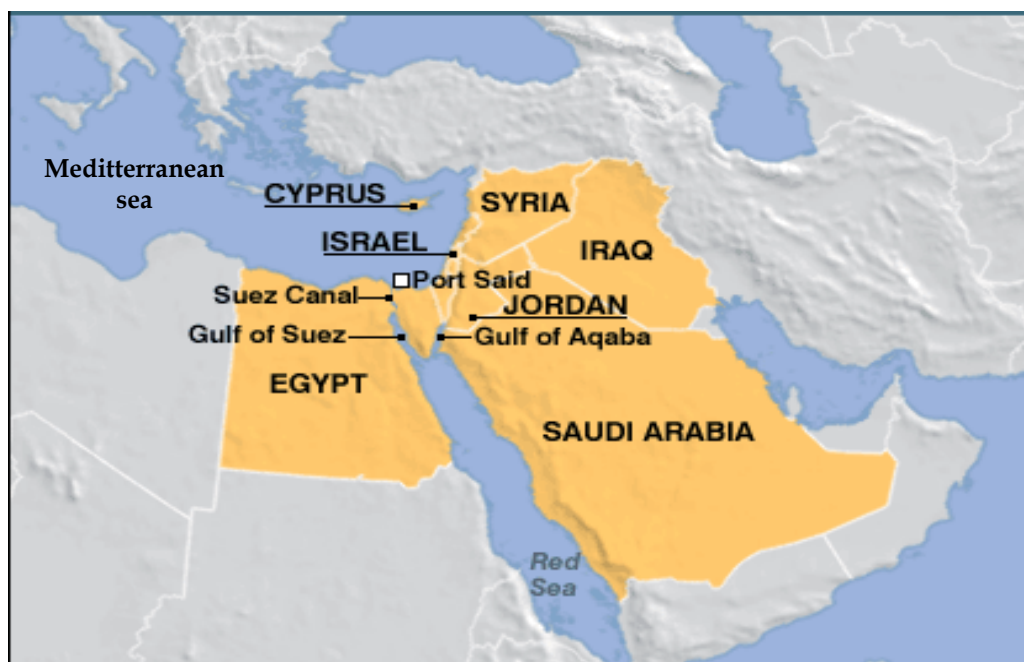 Meditterranean
sea
CYPRUS
SYRIA
ISRAEL
IRAQ
Port Said
Suez Canal
JORDAN
Gulf of Suez
Gulf of Aqaba
EGYPT
SAUDI ARABIA
Red
Sea